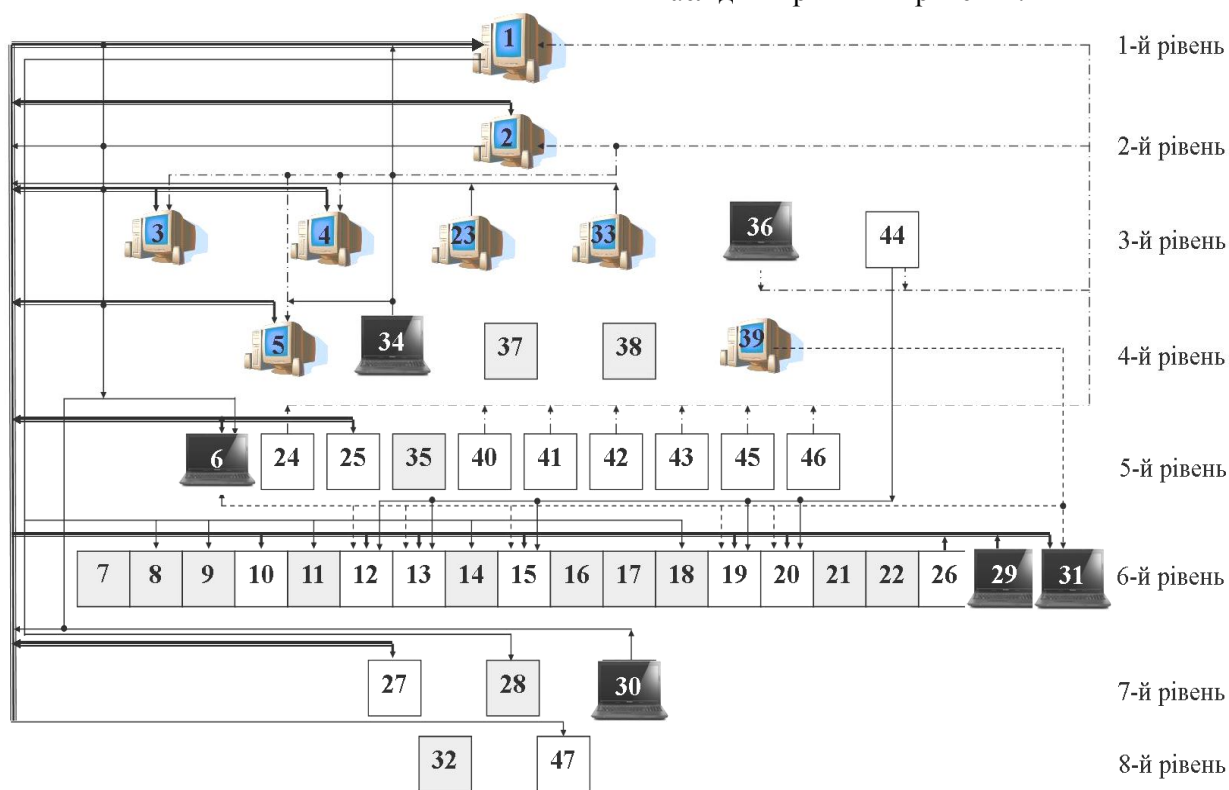 1 1-й рівень
2 2-й рівень
3 4 23 33 36 44 3-й рівень
5 34 37 38 39 4-й рівень
6 24 25 35 40 41 42 43 45 46 5-й рівень
7 8 9 10 11 12 13 14 15 16 17 18 19 20 21 22 26 29 31 6-й рівень
27 28 30 7-й рівень
32 47 8-й рівень